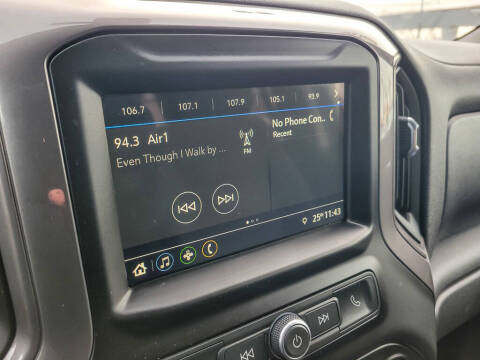 106.7 107.1 107.9 105.1 93.9
94.3 Air1
Even Though I Walk by ...
FM
No Phone Con..
Recent
25° 11:43